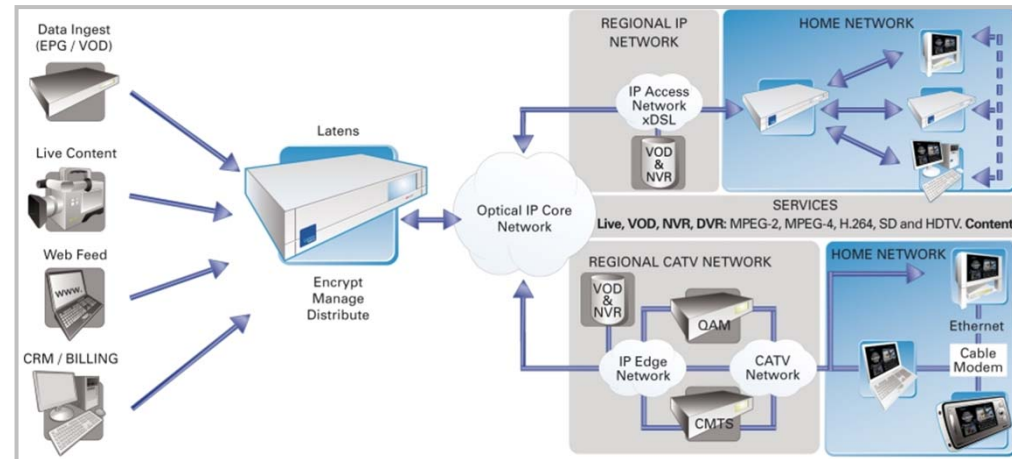 Data Ingest
(EPG / VOD)
Live Content
Web Feed
www.
CRM / BILLING
Latens
Encrypt
Manage
Distribute
Optical IP Core
Network
REGIONAL IP
NETWORK
IP Access
Network
xDSL
VOD
&
NVR
HOME NETWORK
SERVICES
Live, VOD, NVR, DVR: MPEG-2, MPEG-4, H.264, SD and HDTV. Content
REGIONAL CATV NETWORK
VOD
&
NVR
QAM
IP Edge
Network
CATV
Network
CMTS
HOME NETWORK
Ethernet
Cable
Modem